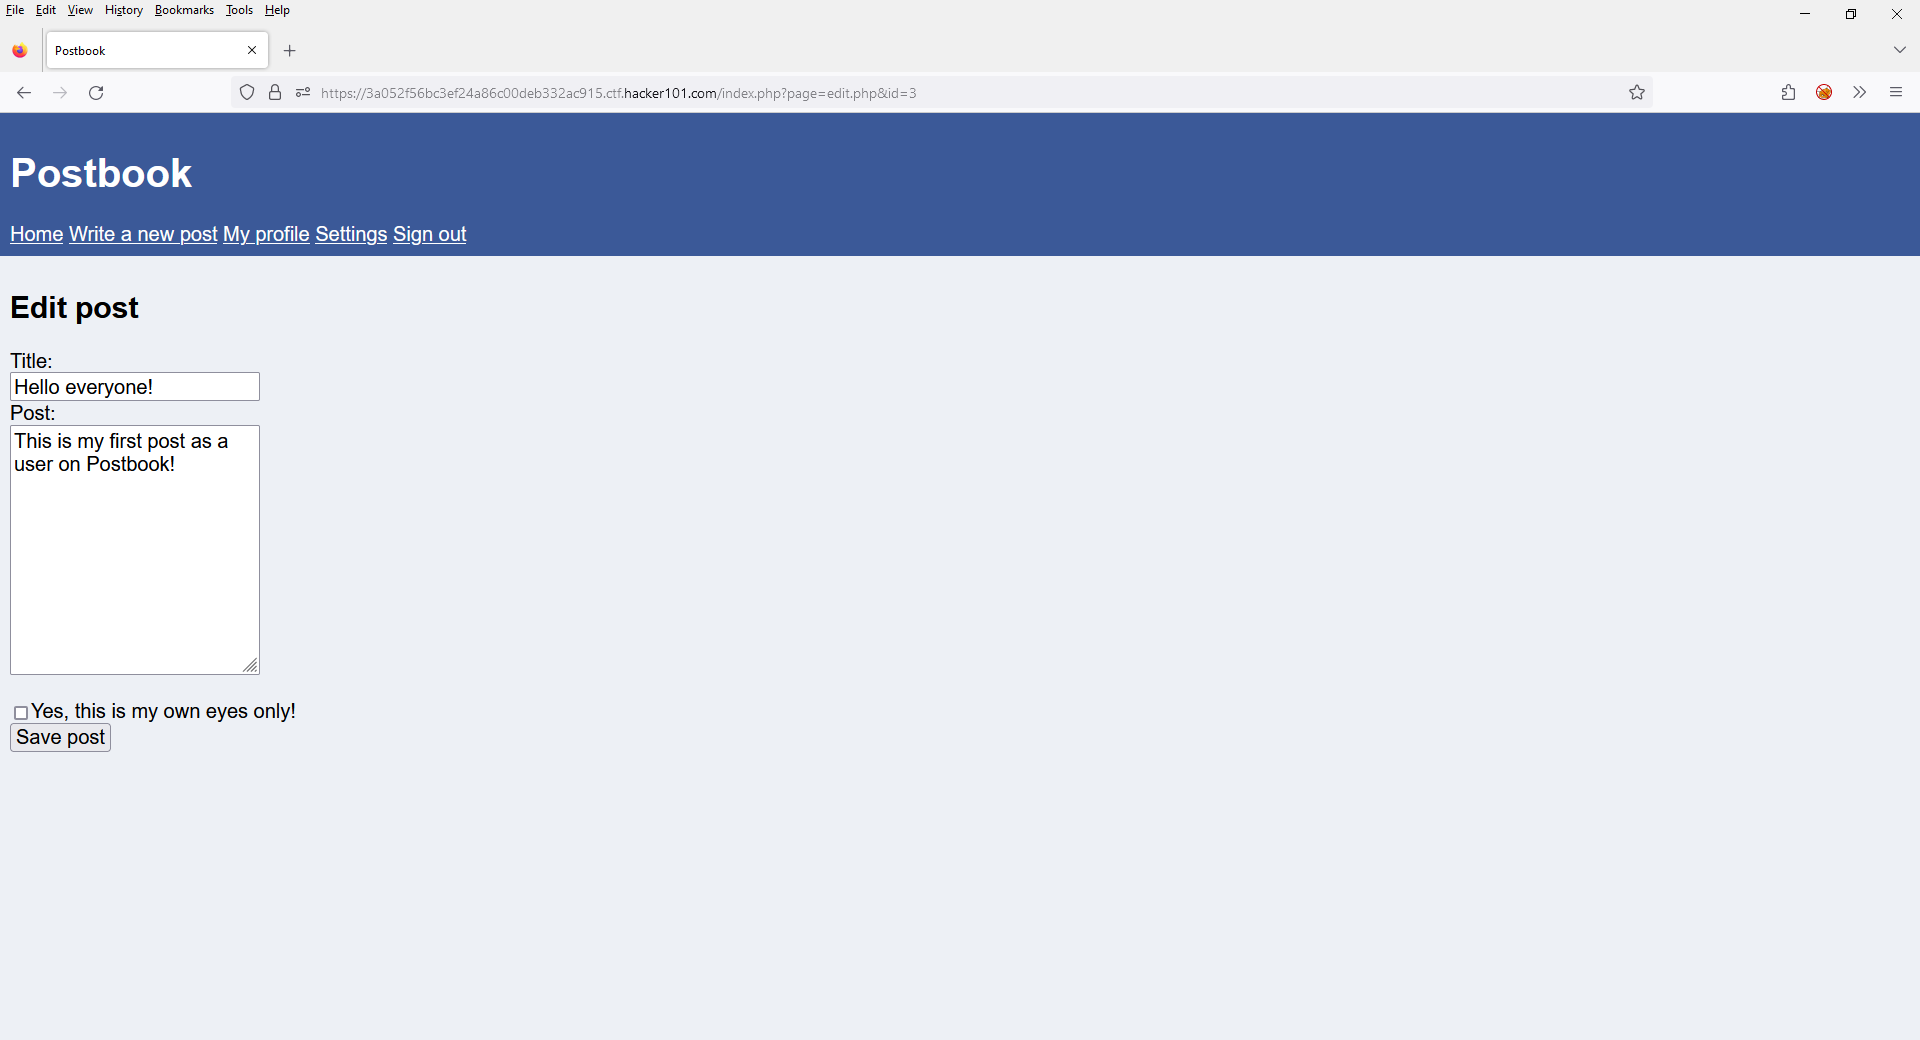 File Edit View History Bookmarks Tools Help
Postbook
https://3a052f56bc3ef24a86c00deb332ac915.ctf.hacker101.com/index.php?page=edit.php&id=3
Postbook
Home Write a new post My profile Settings Sign out
Edit post
Title:
Hello everyone!
Post:
This is my first post as a
user on Postbook!
Yes, this is my own eyes only!
Save post